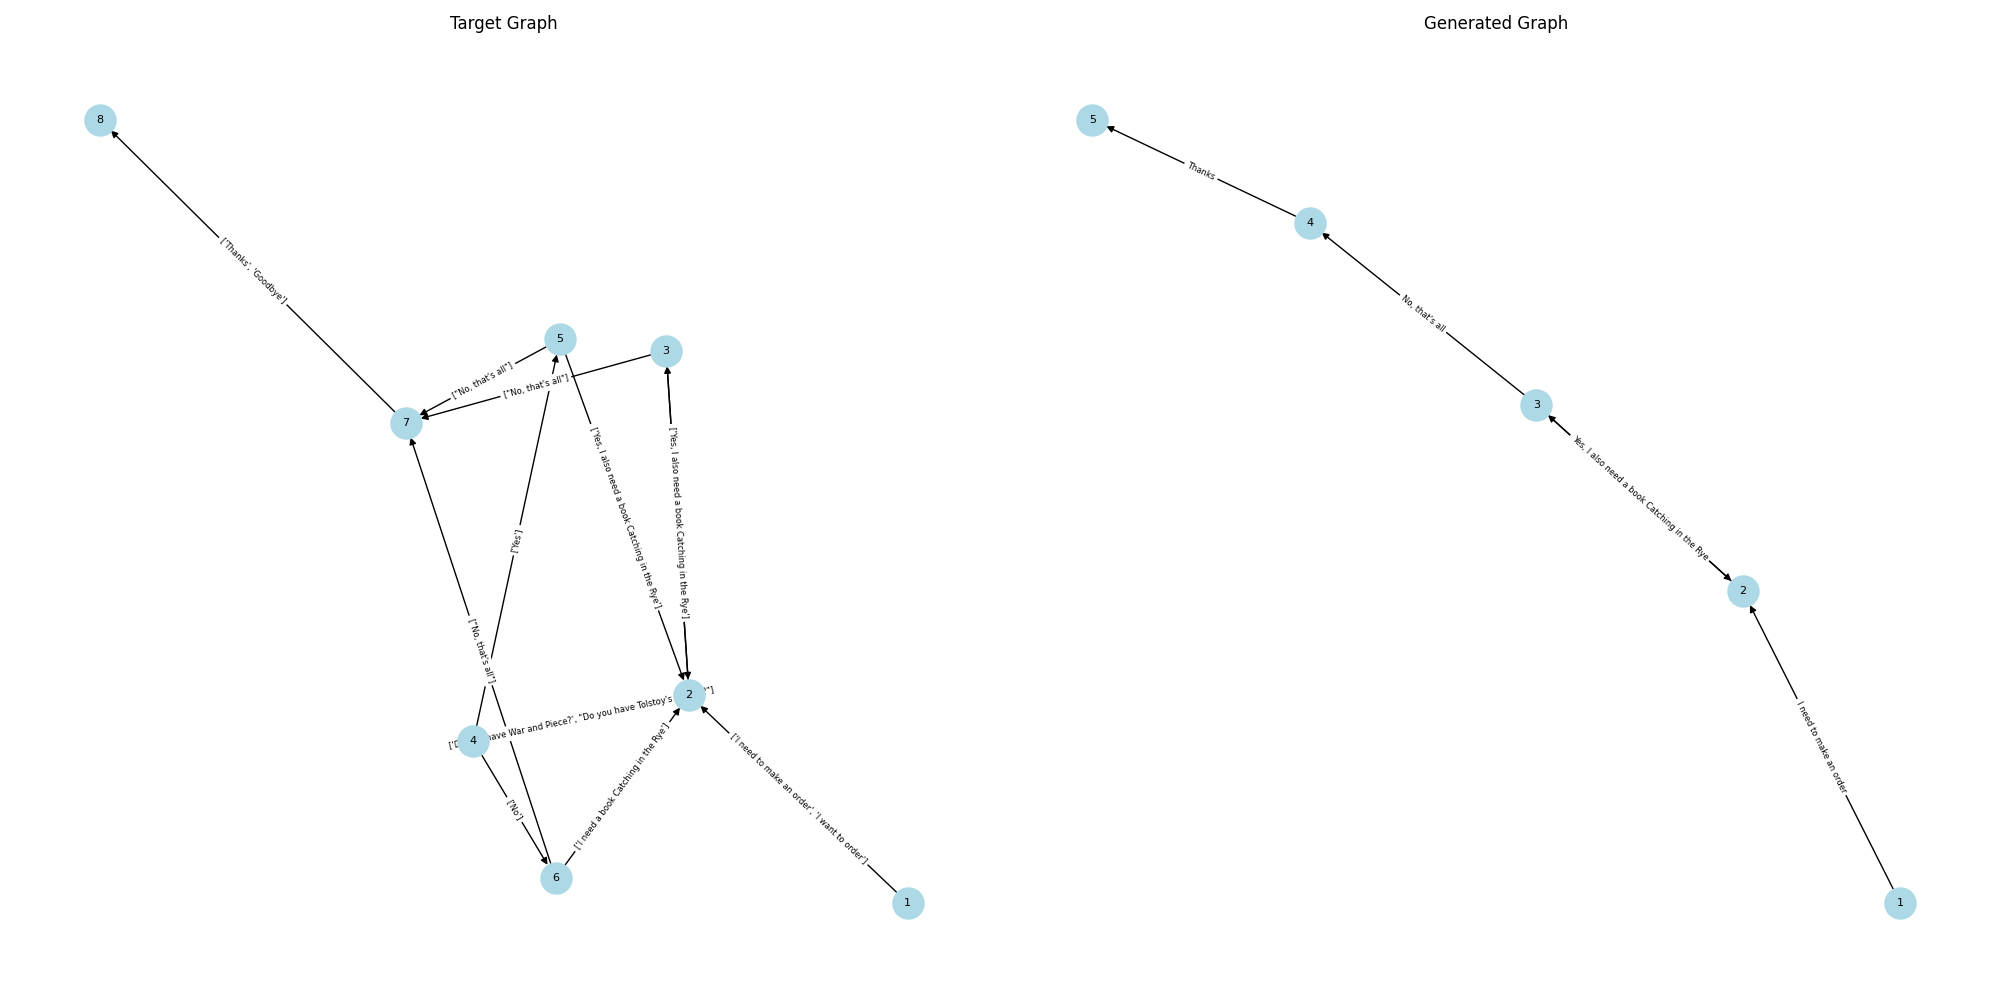 Target Graph
8
['Thanks', 'Goodbye']
5
3
["No, that's all"]
["No, that's all"]
7
['Yes, I also need a book Catching in the Rye']
['Yes, I also need a book Catching in the Rye']
['Yes']
["No, that's all"]
2
have War and Piece?', "Do you have Tolstoy's
4
['I need a book Catching in the Rye']
['I need to make an order', 'I want to order']
['No']
6
1
Generated Graph
5
Thanks
4
No, that's all
3
Yes, I also need a book Catching in the Rye
2
I need to make an order
1